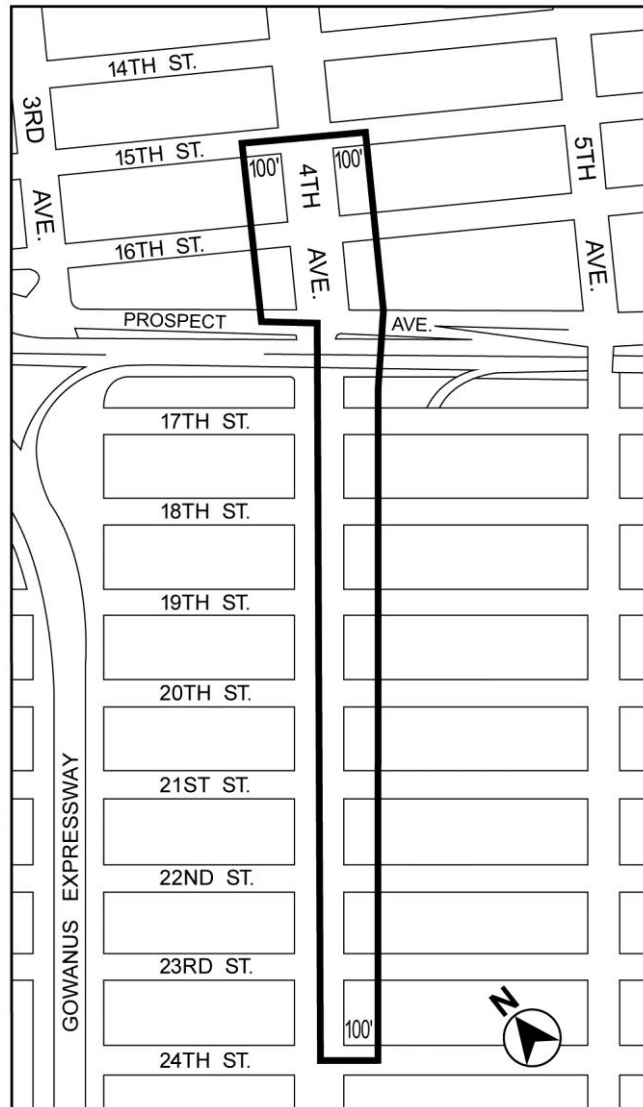 14TH ST.
3RD AVE.
15TH ST.
100'
100'
4TH AVE.
5TH AVE.
16TH ST.
PROSPECT AVE.
17TH ST.
18TH ST.
19TH ST.
20TH ST.
21ST ST.
GOWANUS EXPRESSWAY
22ND ST.
23RD ST.
100'
N
24TH ST.